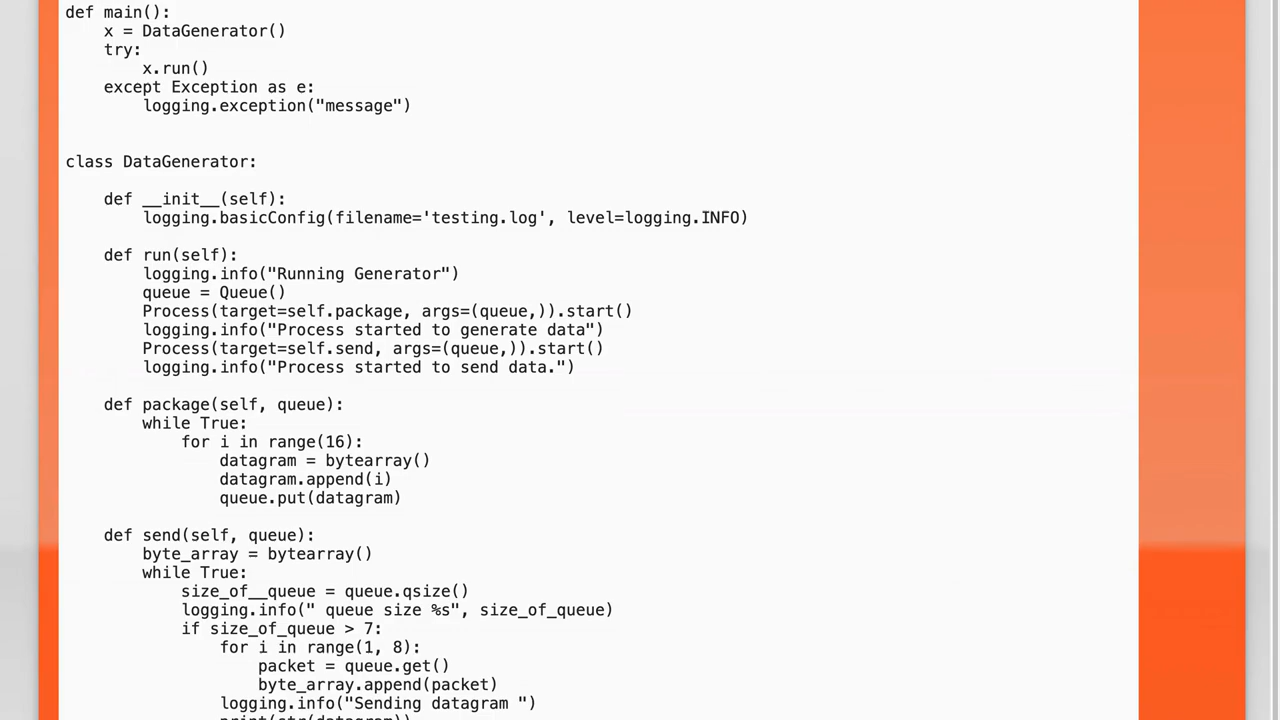 def main():
    x = DataGenerator()
    try:
        x.run()
    except Exception as e:
        logging.exception("message")
class DataGenerator:
    def __init__(self):
        logging.basicConfig(filename='testing.log', level=logging.INFO)
    def run(self):
        logging.info("Running Generator")
        queue = Queue()
        Process(target=self.package, args=(queue,)).start()
        logging.info("Process started to generate data")
        Process(target=self.send, args=(queue,)).start()
        logging.info("Process started to send data.")
    def package(self, queue):
        while True:
            for i in range(16):
                datagram = bytearray()
                datagram.append(i)
                queue.put(datagram)
    def send(self, queue):
        byte_array = bytearray()
        while True:
            size_of__queue = queue.qsize()
            logging.info(" queue size %s", size_of_queue)
            if size_of_queue > 7:
                for i in range(1, 8):
                    packet = queue.get()
                    byte_array.append(packet)
                logging.info("Sending datagram ")
                print(str(datagram))